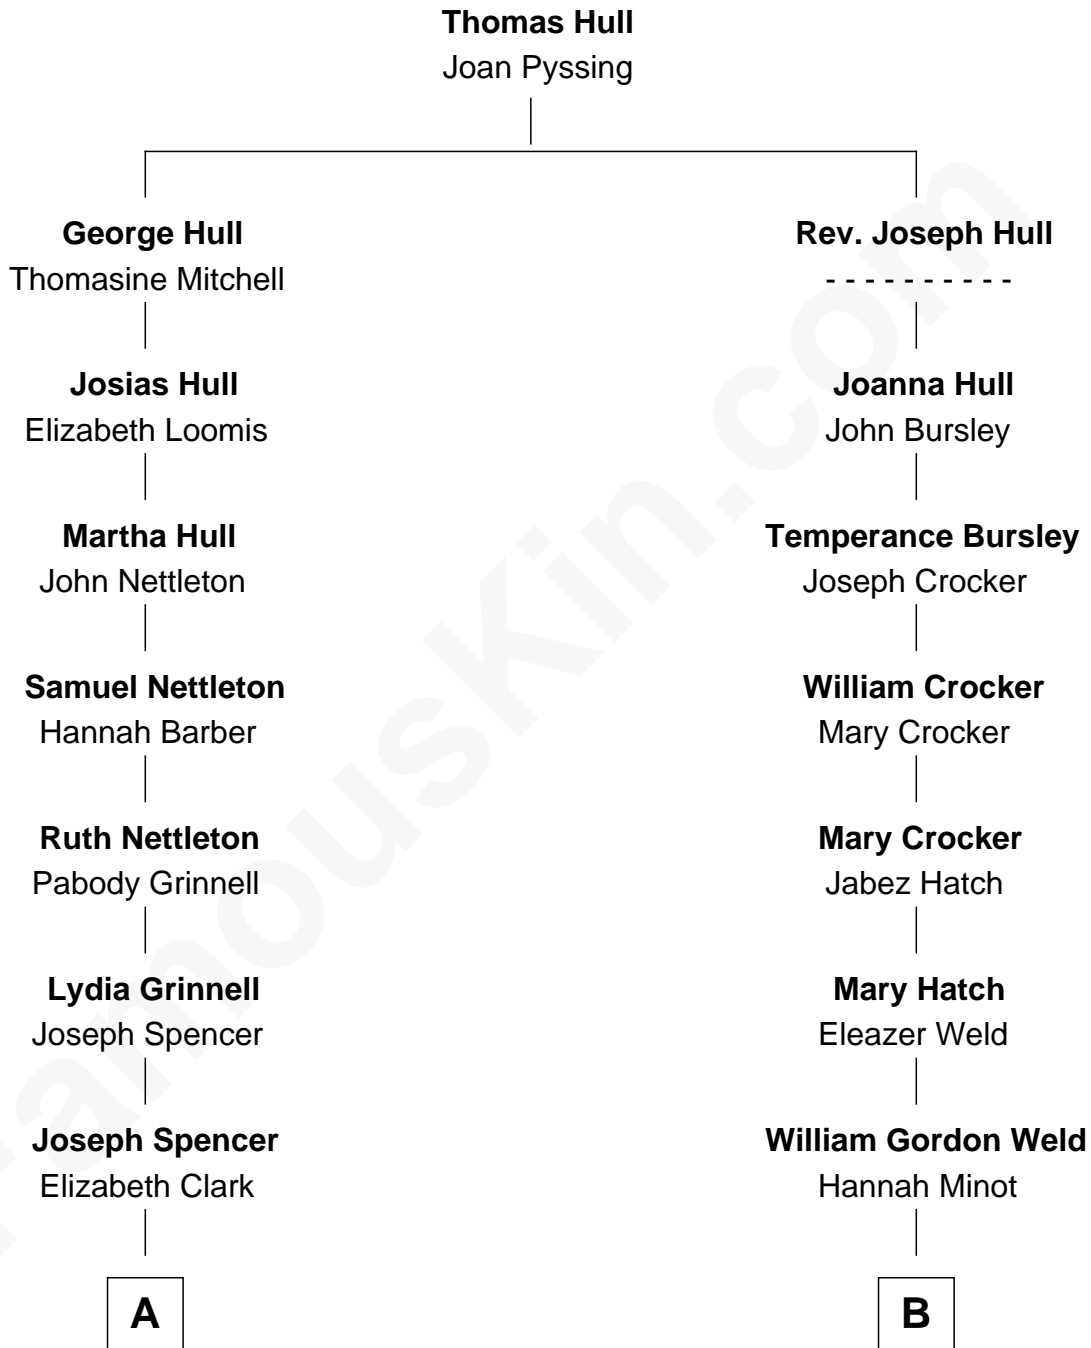 Thomas Hull
Joan Pyssing
George Hull
Thomasine Mitchell
Rev. Joseph Hull
- - - - - - - - - -
Josias Hull
Elizabeth Loomis
Joanna Hull
John Bursley
Martha Hull
John Nettleton
Temperance Bursley
Joseph Crocker
Samuel Nettleton
Hannah Barber
William Crocker
Mary Crocker
Ruth Nettleton
Pabody Grinnell
Mary Crocker
Jabez Hatch
Lydia Grinnell
Joseph Spencer
Mary Hatch
Eleazer Weld
Joseph Spencer
Elizabeth Clark
William Gordon Weld
Hannah Minot
A
B
FamousKin.com